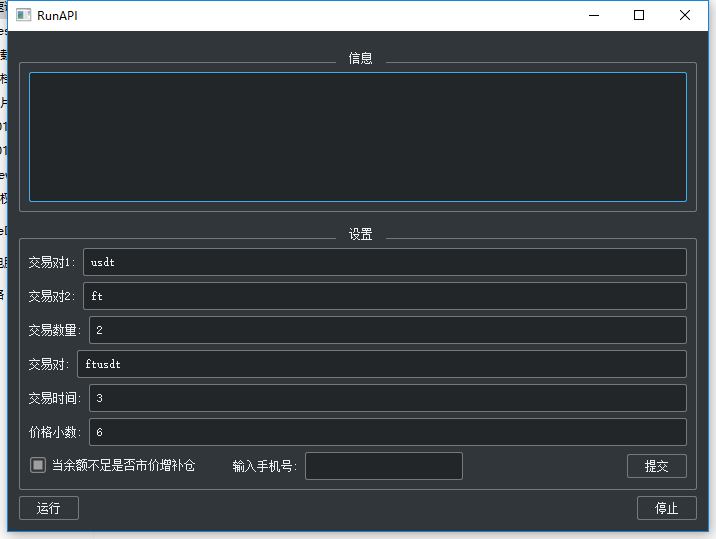 RunAPI
信息
设置
交易对1: usdt
交易对2: ft
交易数量: 2
交易对: ftusdt
交易时间: 3
价格小数: 6
当余额不足是否市价增补仓 输入手机号: 提交
运行 停止